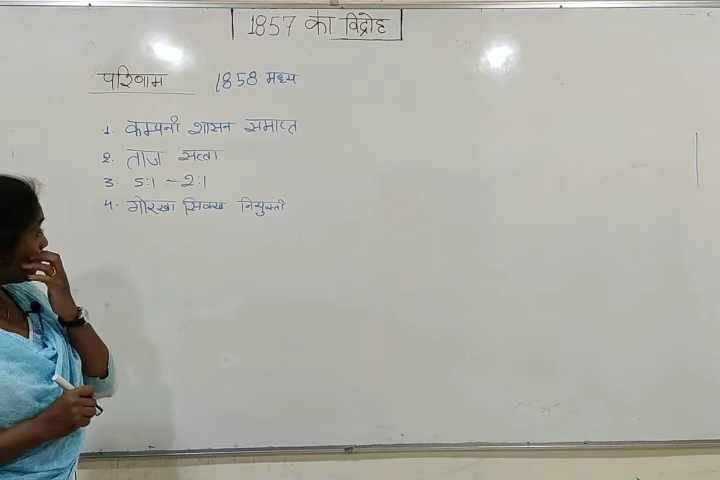 1857 का विद्रोह
परिणाम 1858 मध्य
1. कम्पनी शासन समाप्त
2. ताज सत्ता
3. 5:1 - 2:1
4. गोरखा सिक्ख नियुक्ती